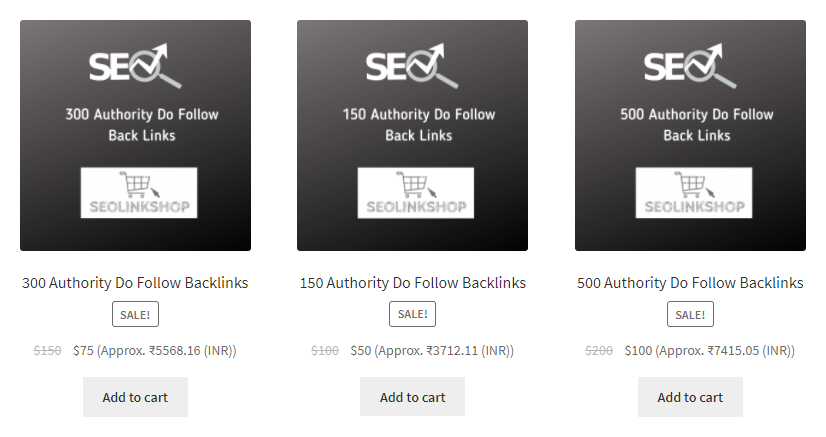 SEO
300 Authority Do Follow
Back Links
SEOLINKSHOP
300 Authority Do Follow Backlinks
SALE!
$150 $75 (Approx. ₹5568.16 (INR))
Add to cart
SEO
150 Authority Do Follow
Back Links
SEOLINKSHOP
150 Authority Do Follow Backlinks
SALE!
$100 $50 (Approx. ₹3712.11 (INR))
Add to cart
SEO
500 Authority Do Follow
Back Links
SEOLINKSHOP
500 Authority Do Follow Backlinks
SALE!
$200 $100 (Approx. ₹7415.05 (INR))
Add to cart